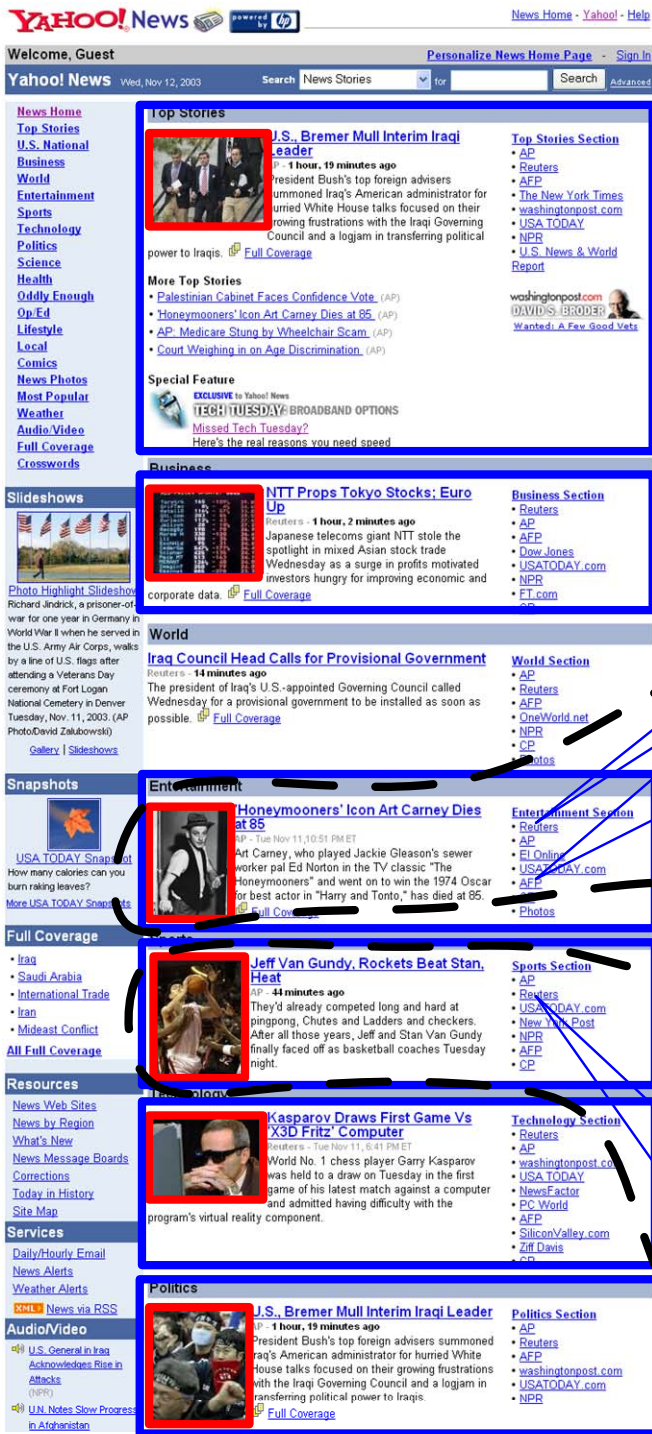 YAHOO! News powered by hp
News Home - Yahoo! - Help
Welcome, Guest
Personalize News Home Page - Sign In
Yahoo! News Wed, Nov 12, 2003
Search News Stories for Search Advanced
News Home
Top Stories
U.S. National
Business
World
Entertainment
Sports
Technology
Politics
Science
Health
Oddly Enough
Op/Ed
Lifestyle
Local
Comics
News Photos
Most Popular
Weather
Audio/Video
Full Coverage
Crosswords
Slideshows
Photo Highlight Slideshow
Richard Jindrick, a prisoner-of-
war for one year in Germany in
World War II when he served in
the U.S. Army Air Corps, walks
by a line of U.S. flags after
attending a Veterans Day
ceremony at Fort Logan
National Cemetery in Denver
Tuesday, Nov. 11, 2003. (AP
Photo/David Zalubowski)
Gallery | Slideshows
Snapshots
USA TODAY Snapshot
How many calories can you
burn raking leaves?
More USA TODAY Snapshots
Full Coverage
• Iraq
• Saudi Arabia
• International Trade
• Iran
• Mideast Conflict
All Full Coverage
Resources
News Web Sites
News by Region
What's New
News Message Boards
Corrections
Today in History
Site Map
Services
Daily/Hourly Email
News Alerts
Weather Alerts
XML News via RSS
Audio/Video
U.S. General in Iraq
Acknowledges Rise in
Attacks
(NPR)
U.N. Notes Slow Progress
in Afghanistan
Top Stories
U.S., Bremer Mull Interim Iraqi
Leader
AP - 1 hour, 19 minutes ago
President Bush's top foreign advisers
summoned Iraq's American administrator for
hurried White House talks focused on their
growing frustrations with the Iraqi Governing
Council and a logjam in transferring political
power to Iraqis. Full Coverage
More Top Stories
• Palestinian Cabinet Faces Confidence Vote (AP)
• 'Honeymooners' Icon Art Carney Dies at 85 (AP)
• AP: Medicare Stung by Wheelchair Scam (AP)
• Court Weighing in on Age Discrimination (AP)
Special Feature
EXCLUSIVE to Yahoo! News
TECH TUESDAY: BROADBAND OPTIONS
Missed Tech Tuesday?
Here's the real reasons you need speed
Top Stories Section
• AP
• Reuters
• AFP
• The New York Times
• washingtonpost.com
• USA TODAY
• NPR
• U.S. News & World
Report
washingtonpost.com
DAVID S. BRODER
Wanted: A Few Good Vets
Business
NTT Props Tokyo Stocks; Euro
Up
Reuters - 1 hour, 2 minutes ago
Japanese telecoms giant NTT stole the
spotlight in mixed Asian stock trade
Wednesday as a surge in profits motivated
investors hungry for improving economic and
corporate data. Full Coverage
Business Section
• Reuters
• AP
• AFP
• Dow Jones
• USATODAY.com
• NPR
• FT.com
World
Iraq Council Head Calls for Provisional Government
Reuters - 14 minutes ago
The president of Iraq's U.S.-appointed Governing Council called
Wednesday for a provisional government to be installed as soon as
possible. Full Coverage
World Section
• AP
• Reuters
• AFP
• OneWorld.net
• NPR
• CP
• Photos
Entertainment
'Honeymooners' Icon Art Carney Dies
at 85
AP - Tue Nov 11, 10:51 PM ET
Art Carney, who played Jackie Gleason's sewer
worker pal Ed Norton in the TV classic "The
Honeymooners" and went on to win the 1974 Oscar
for best actor in "Harry and Tonto," has died at 85.
Full Coverage
Entertainment Section
• Reuters
• AP
• E! Online
• USATODAY.com
• AFP
• Photos
Sports
Jeff Van Gundy, Rockets Beat Stan,
Heat
AP - 44 minutes ago
They'd already competed long and hard at
pingpong, Chutes and Ladders and checkers.
After all those years, Jeff and Stan Van Gundy
finally faced off as basketball coaches Tuesday
night.
Sports Section
• AP
• Reuters
• USATODAY.com
• New York Post
• NPR
• AFP
• CP
Technology
Kasparov Draws First Game Vs
'X3D Fritz' Computer
Reuters - Tue Nov 11, 6:41 PM ET
World No. 1 chess player Garry Kasparov
was held to a draw on Tuesday in the first
game of his latest match against a computer
and admitted having difficulty with the
program's virtual reality component.
Technology Section
• Reuters
• AP
• washingtonpost.com
• USA TODAY
• NewsFactor
• PC World
• AFP
• SiliconValley.com
• Ziff Davis
Politics
U.S., Bremer Mull Interim Iraqi Leader
AP - 1 hour, 19 minutes ago
President Bush's top foreign advisers summoned
Iraq's American administrator for hurried White
House talks focused on their growing frustrations
with the Iraqi Governing Council and a logjam in
transferring political power to Iraqis.
Full Coverage
Politics Section
• AP
• Reuters
• AFP
• washingtonpost.com
• USATODAY.com
• NPR